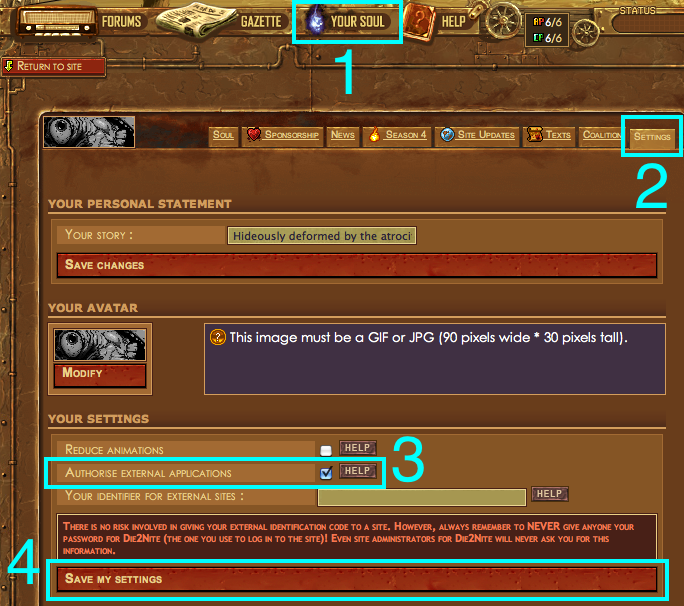 FORUMS GAZETTE YOUR SOUL HELP AP 6/6 STATUS
CP 6/6
1
RETURN TO SITE
SOUL SPONSORSHIP NEWS SEASON 4 SITE UPDATES TEXTS COALITION SETTINGS
2
YOUR PERSONAL STATEMENT
YOUR STORY : Hideously deformed by the atroci
SAVE CHANGES
YOUR AVATAR
This image must be a GIF or JPG (90 pixels wide * 30 pixels tall).
MODIFY
YOUR SETTINGS
REDUCE ANIMATIONS HELP
3
AUTHORISE EXTERNAL APPLICATIONS HELP
YOUR IDENTIFIER FOR EXTERNAL SITES : HELP
THERE IS NO RISK INVOLVED IN GIVING YOUR EXTERNAL IDENTIFICATION CODE TO A SITE. HOWEVER, ALWAYS REMEMBER TO NEVER GIVE ANYONE YOUR
PASSWORD FOR DIE2NITE (THE ONE YOU USE TO LOG IN TO THE SITE)! EVEN SITE ADMINISTRATORS FOR DIE2NITE WILL NEVER ASK YOU FOR THIS
INFORMATION.
4
SAVE MY SETTINGS